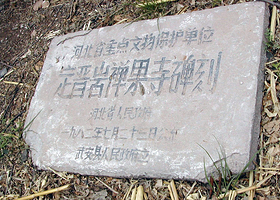 河北省重点文物保护单位
定晋岩禅果寺碑刻
河北省人民政府
一九八二年七月二十三日公布
武安县人民政府立